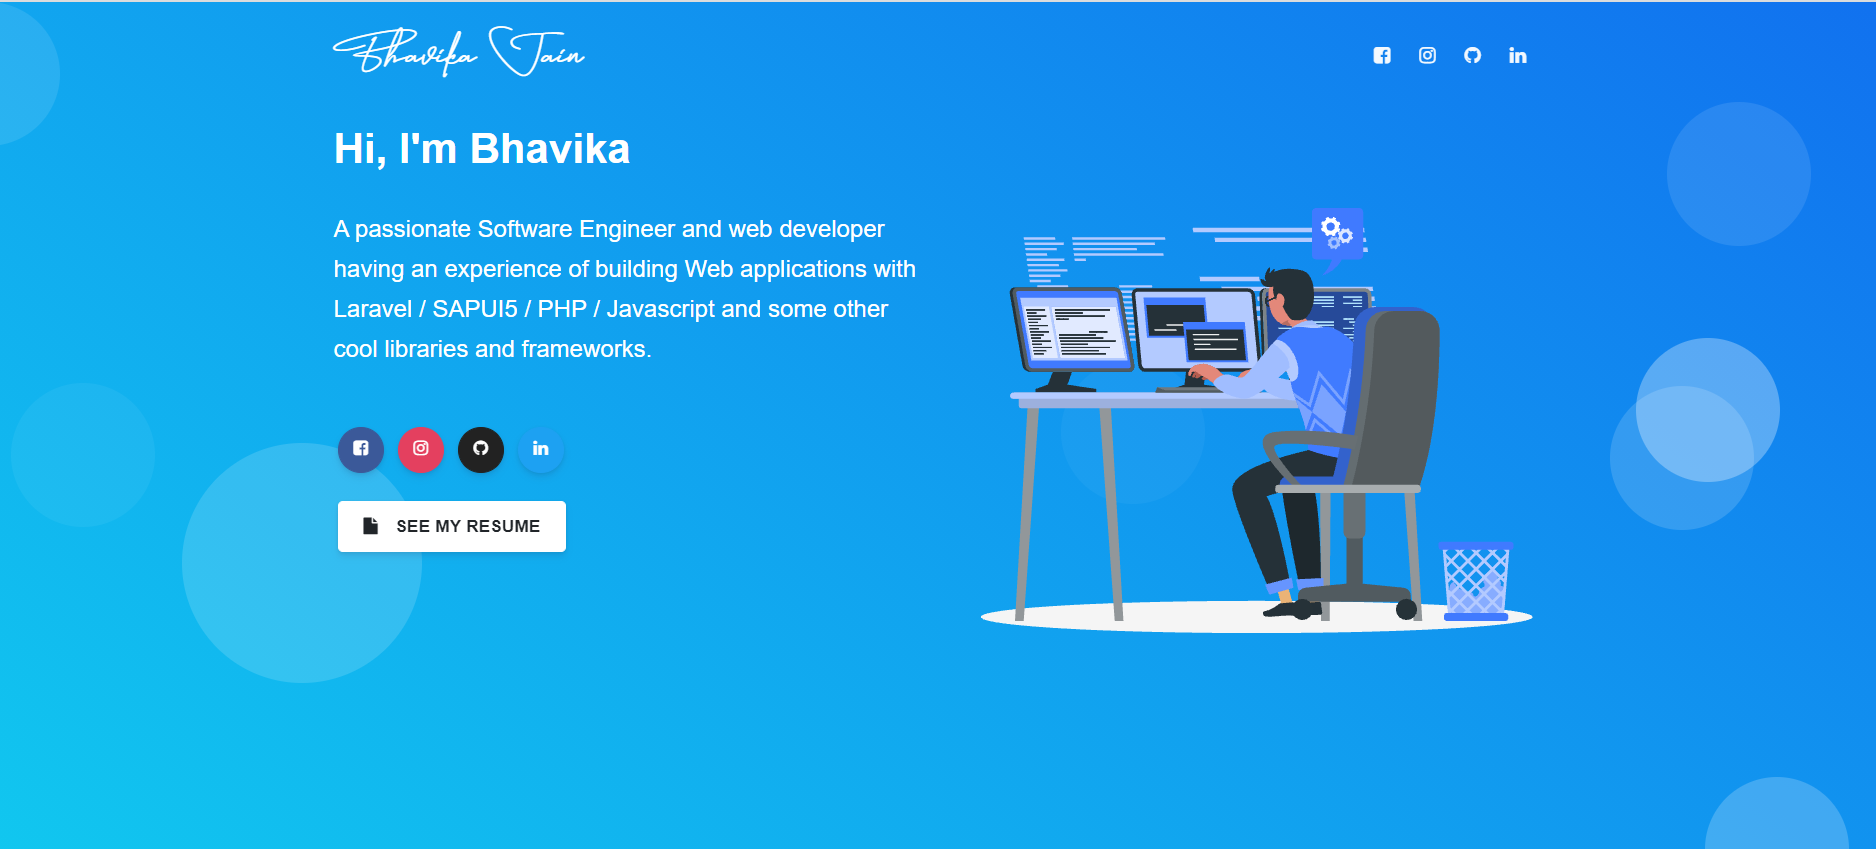 Bhavika Jain
Hi, I'm Bhavika
A passionate Software Engineer and web developer
having an experience of building Web applications with
Laravel / SAPUI5 / PHP / Javascript and some other
cool libraries and frameworks.
SEE MY RESUME